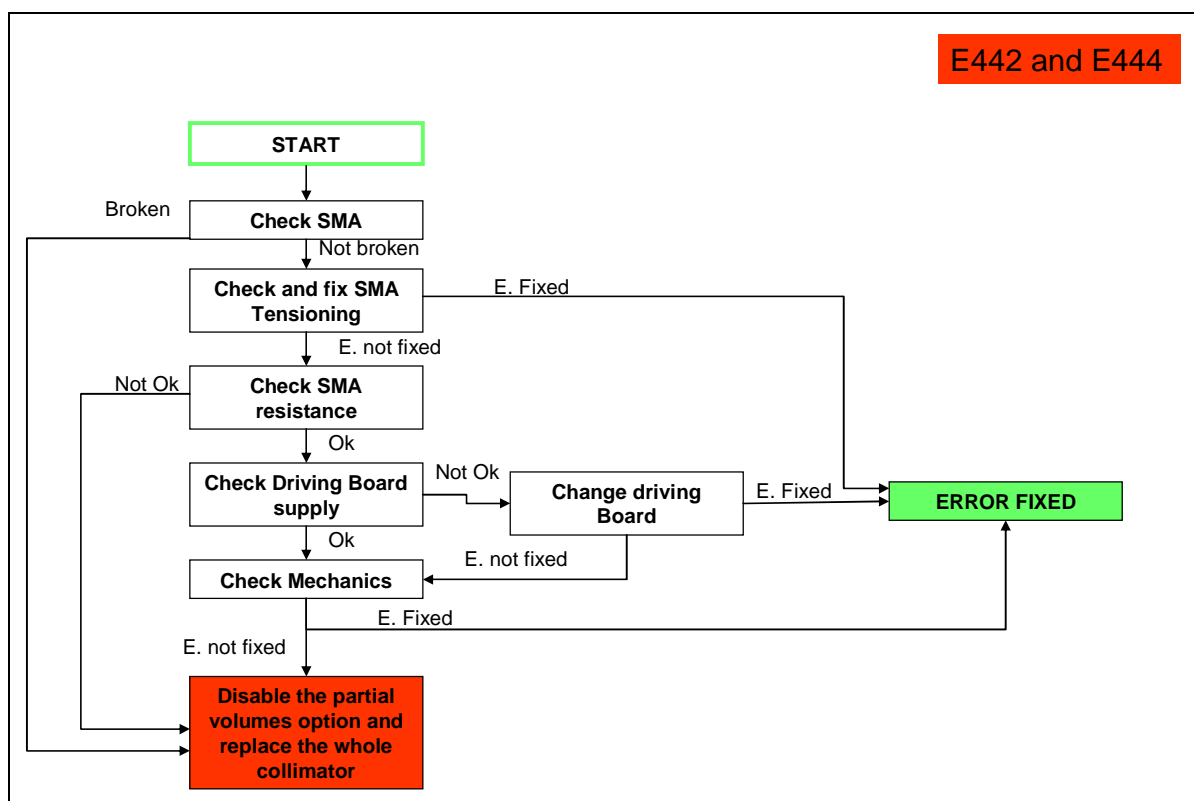 E442 and E444
START
Broken
Check SMA
Not broken
Check and fix SMA
Tensioning
E. Fixed
E. not fixed
Not Ok
Check SMA
resistance
Ok
Check Driving Board
supply
Not Ok
Change driving
Board
E. Fixed
ERROR FIXED
Ok
E. not fixed
Check Mechanics
E. Fixed
E. not fixed
Disable the partial
volumes option and
replace the whole
collimator